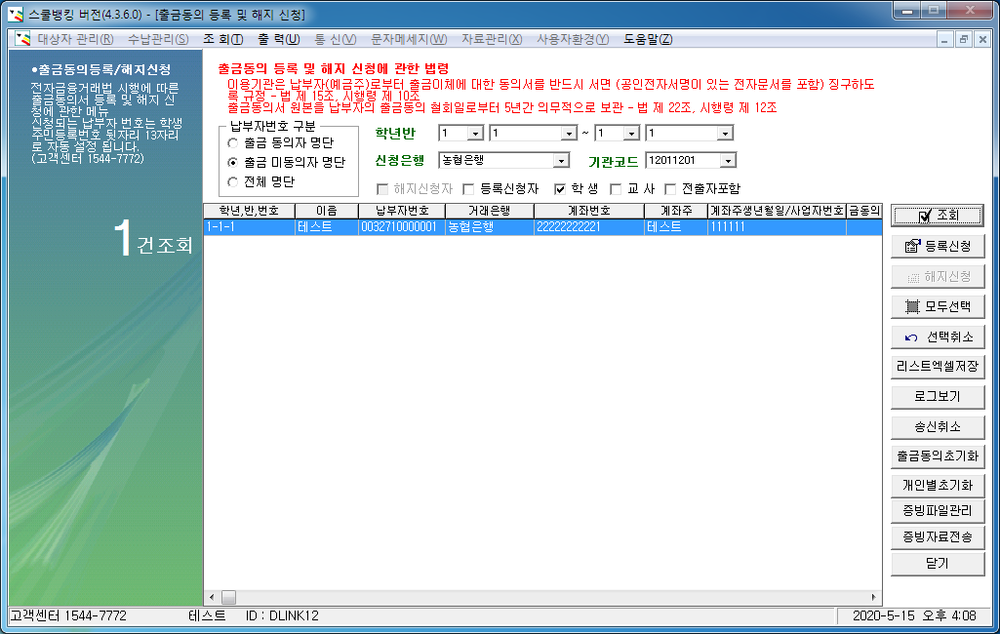 스쿨뱅킹 버전(4.3.6.0) - [출금동의 등록 및 해지 신청]
대상자 관리(R) 수납관리(S) 조 회(T) 출 력(U) 통 신(V) 문자메세지(W) 자료관리(X) 사용자환경(Y) 도움말(Z)
•출금동의등록/해지신청
전자금융거래법 시행에 따른
출금동의서 등록 및 해지 신
청에 관한 메뉴
신청되는 납부자 번호는 학생
주민등록번호 뒷자리 13자리
로 자동 설정 됩니다.
(고객센터 1544-7772)
1건조회
출금동의 등록 및 해지 신청에 관한 법령
이용기관은 납부자(예금주)로부터 출금이체에 대한 동의서를 반드시 서면 (공인전자서명이 있는 전자문서를 포함) 징구하도
록 규정 - 법 제 15조, 시행령 제 10조
출금동의서 원본을 납부자의 출금동의 철회일로부터 5년간 의무적으로 보관 - 법 제 22조, 시행령 제 12조
납부자번호 구분
출금 동의자 명단
출금 미동의자 명단
전체 명단
학년반 1 1 ~ 1 1
신청은행 농협은행 기관코드 12011201
해지신청자 등록신청자 학 생 교 사 전출자포함
학년,반,번호 이름 납부자번호 거래은행 계좌번호 계좌주 계좌주생년월일/사업자번호 금동의
1-1-1 테스트 0032710000001 농협은행 22222222221 테스트 111111
조회
등록신청
해지신청
모두선택
선택취소
리스트엑셀저장
로그보기
송신취소
출금동의초기화
개인별초기화
증빙파일관리
증빙자료전송
닫기
고객센터 1544-7772 테스트 ID : DLINK12 2020-5-15 오후 4:08